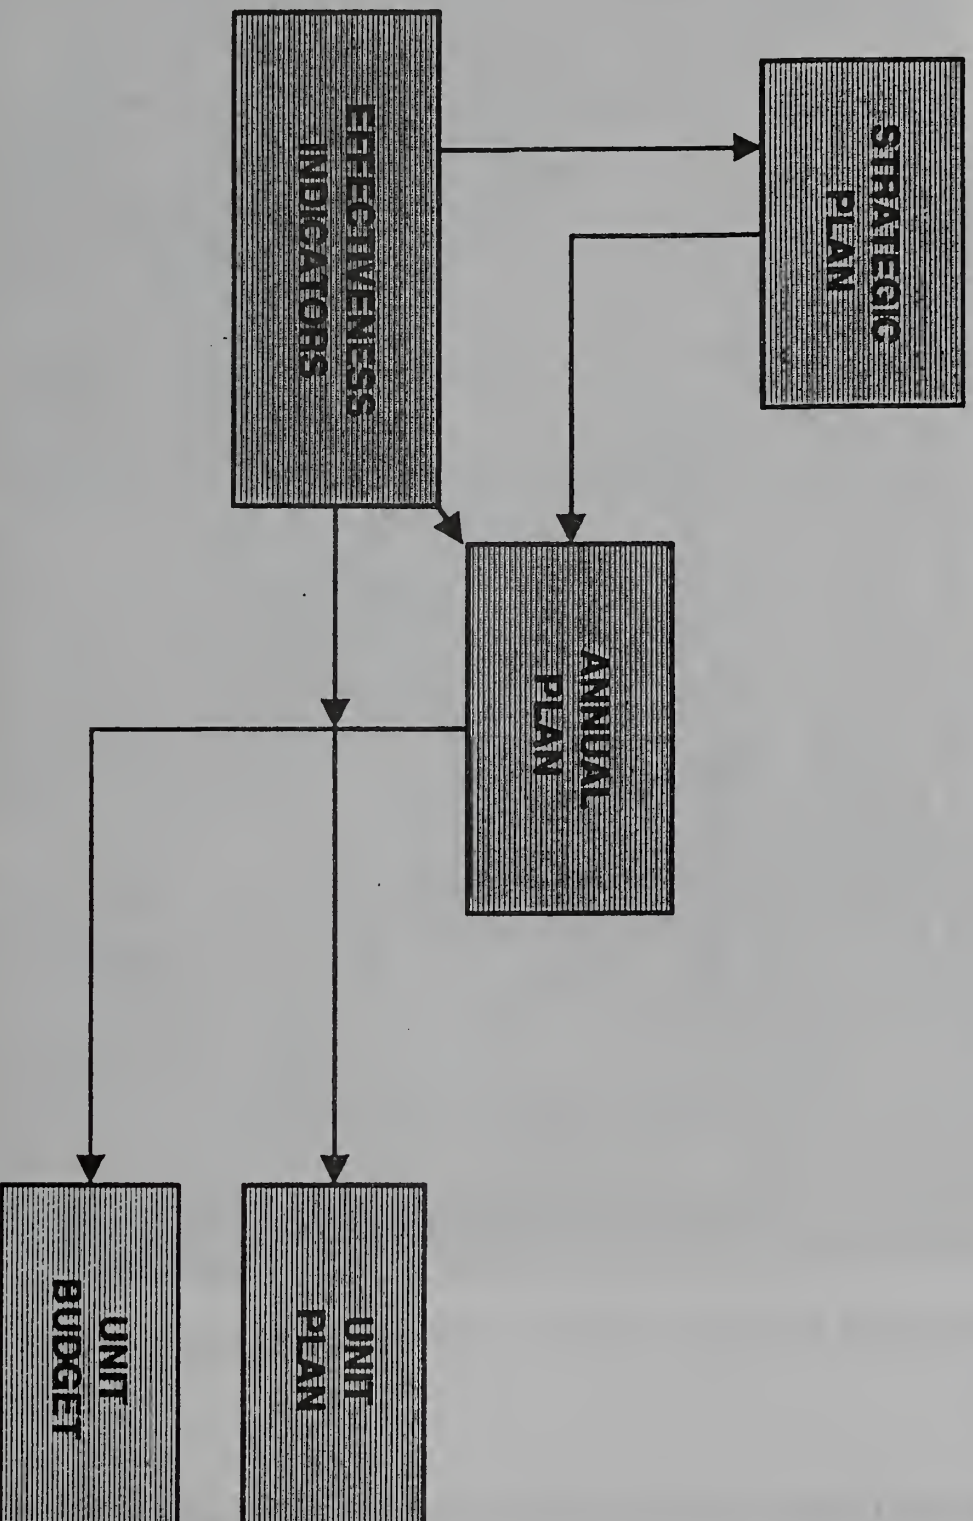 STRATEGIC
PLAN
EFFECTIVENESS
INDICATORS
ANNUAL
PLAN
UNIT
PLAN
UNIT
BUDGET